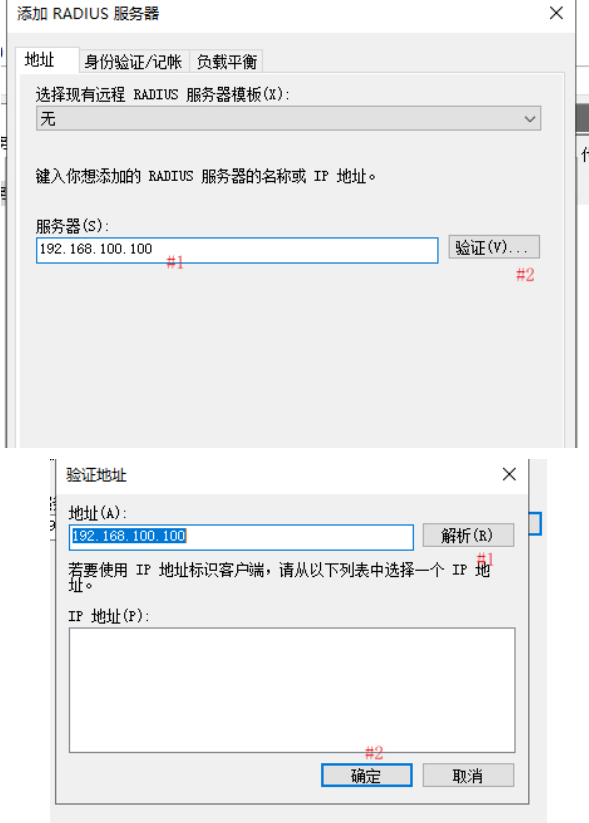 添加 RADIUS 服务器
地址 身份验证/记帐 负载平衡
选择现有远程 RADIUS 服务器模板(X):
无
键入你想添加的 RADIUS 服务器的名称或 IP 地址。
服务器(S):
192.168.100.100 验证(V)...
#1 #2
验证地址
地址(A):
192.168.100.100 解析(R)
#1
若要使用 IP 地址标识客户端，请从以下列表中选择一个 IP 地
址。
IP 地址(P):
#2
确定 取消